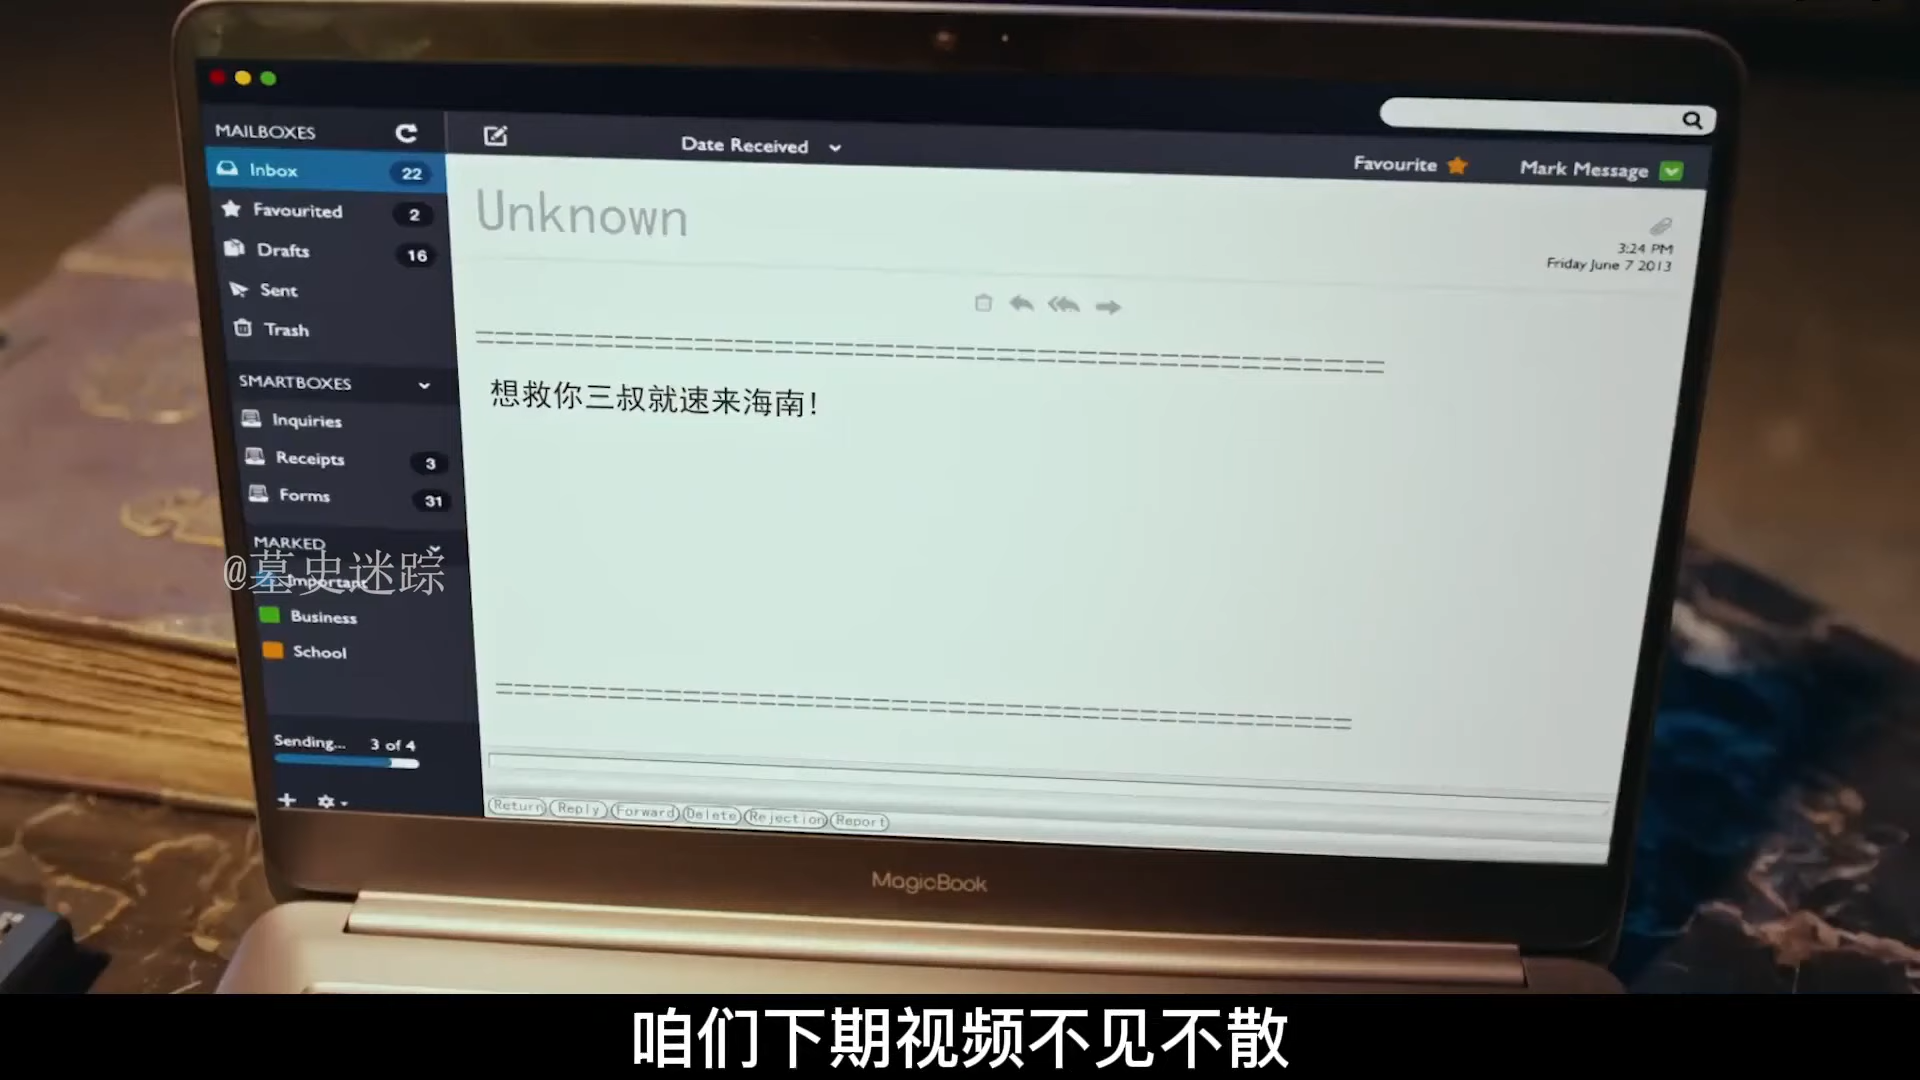 MAILBOXES
Inbox 22
Favourited 2
Drafts 16
Sent
Trash
SMARTBOXES
Inquiries
Receipts 3
Forms 31
MARKED
Important
Business
School
Sending... 3 of 4
Date Received
Favourite
Mark Message
Unknown
3:24 PM
Friday June 7 2013
=============================================
想救你三叔就速来海南!
=============================================
Return Reply Forward Delete Rejection Report
MagicBook
@墓史迷踪
咱们下期视频不见不散